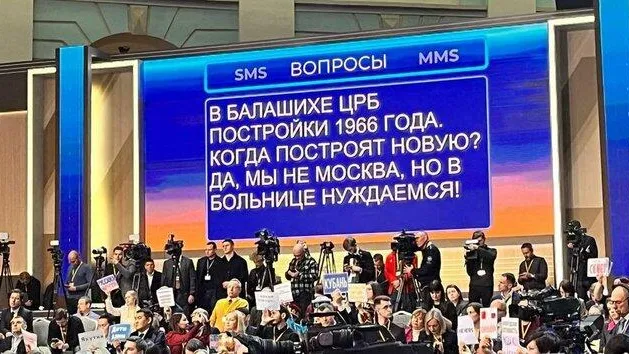 SMS ВОПРОСЫ MMS
В БАЛАШИХЕ ЦРБ
ПОСТРОЙКИ 1966 ГОДА.
КОГДА ПОСТРОЯТ НОВУЮ?
ДА, МЫ НЕ МОСКВА, НО В
БОЛЬНИЦЕ НУЖДАЕМСЯ!
КУБАНЬ